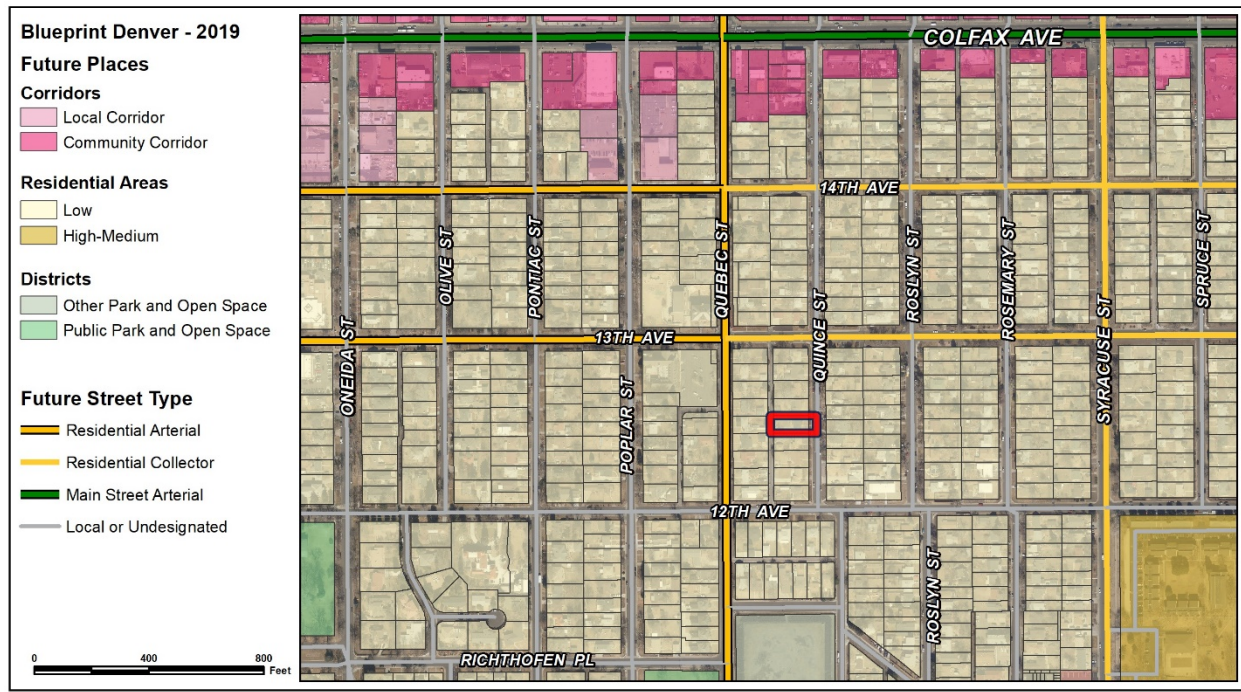 Blueprint Denver - 2019
Future Places
Corridors
Local Corridor
Community Corridor
Residential Areas
Low
High-Medium
Districts
Other Park and Open Space
Public Park and Open Space
Future Street Type
Residential Arterial
Residential Collector
Main Street Arterial
Local or Undesignated
0 400 800
Feet
COLFAX AVE
14TH AVE
ONEIDA ST
OLIVE ST
PONTIAC ST
POPLAR ST
QUEBEC ST
QUINCE ST
ROSLYN ST
ROSEMARY ST
SYRACUSE ST
SPRUCE ST
13TH AVE
12TH AVE
ROSLYN ST
RICHTHOFEN PL